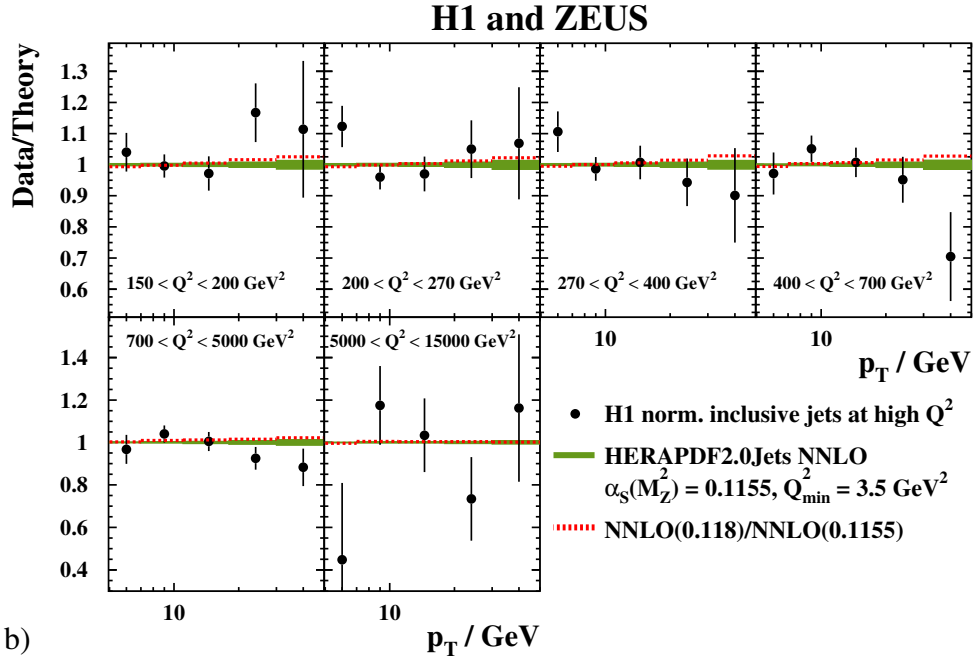 H1 and ZEUS
Data/Theory
1.3
1.2
1.1
1
0.9
0.8
0.7
0.6
150 < Q² < 200 GeV²
200 < Q² < 270 GeV²
270 < Q² < 400 GeV²
400 < Q² < 700 GeV²
700 < Q² < 5000 GeV²
5000 < Q² < 15000 GeV²
1.4
1.2
1
0.8
0.6
0.4
10
10
p_T / GeV
p_T / GeV
10
10
p_T / GeV
H1 norm. inclusive jets at high Q²
HERAPDF2.0Jets NNLO
α_S(M_Z²) = 0.1155, Q²_min = 3.5 GeV²
NNLO(0.118)/NNLO(0.1155)
b)